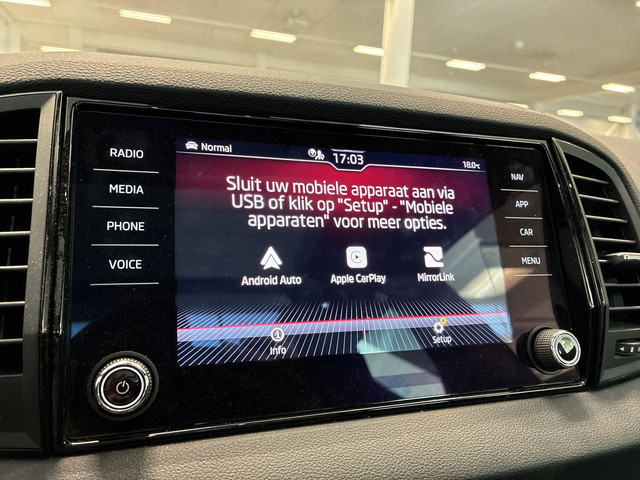 Normal
17:03
18.0°C
RADIO
MEDIA
PHONE
VOICE
Sluit uw mobiele apparaat aan via
USB of klik op "Setup" - "Mobiele
apparaten" voor meer opties.
Android Auto
Apple CarPlay
MirrorLink
Info
Setup
NAV
APP
CAR
MENU